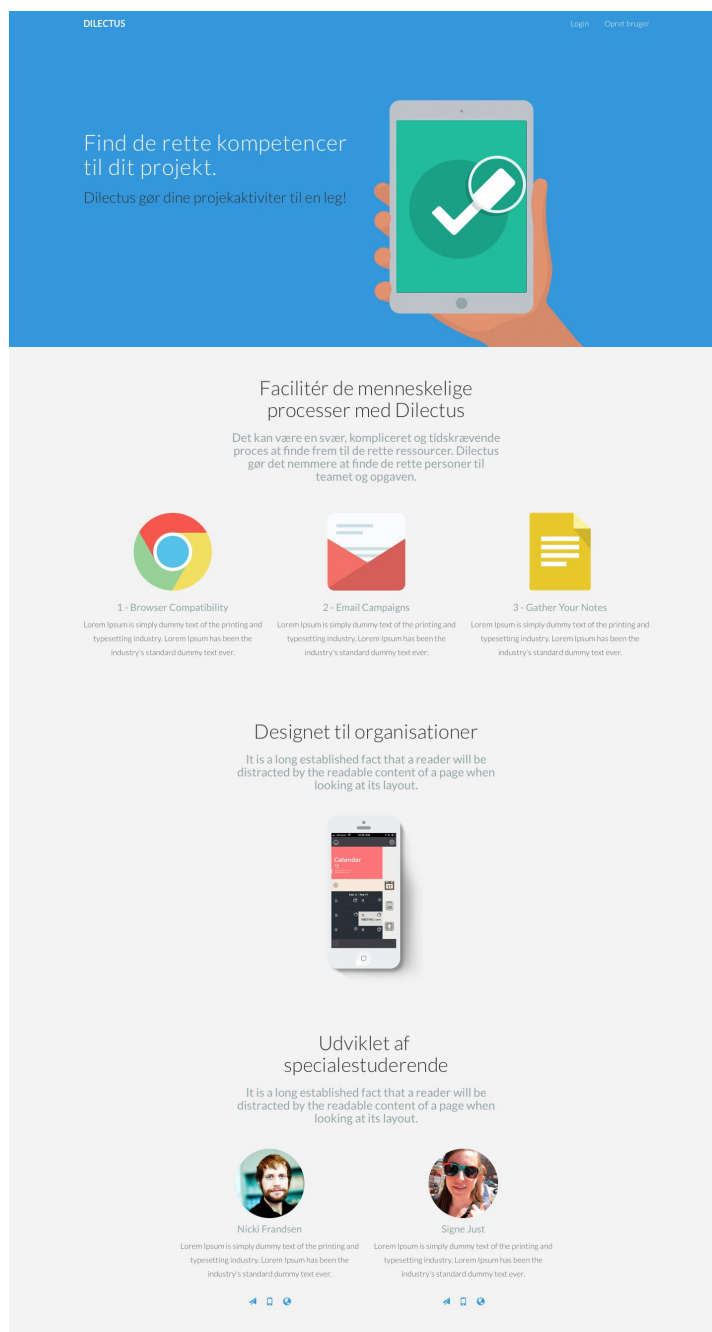 DILECTUS
Login Opret bruger
Find de rette kompetencer
til dit projekt.
Dilectus gør dine projekaktiviter til en leg!
Facilitér de menneskelige
processer med Dilectus
Det kan være en svær, kompliceret og tidskrævende
proces at finde frem til de rette ressourcer. Dilectus
gør det nemmere at finde de rette personer til
teamet og opgaven.
1 - Browser Compatibility
Lorem Ipsum is simply dummy text of the printing and
typesetting industry. Lorem Ipsum has been the
industry's standard dummy text ever.
2 - Email Campaigns
Lorem Ipsum is simply dummy text of the printing and
typesetting industry. Lorem Ipsum has been the
industry's standard dummy text ever.
3 - Gather Your Notes
Lorem Ipsum is simply dummy text of the printing and
typesetting industry. Lorem Ipsum has been the
industry's standard dummy text ever.
Designet til organisationer
It is a long established fact that a reader will be
distracted by the readable content of a page when
looking at its layout.
Calendar
Udviklet af
specialestuderende
It is a long established fact that a reader will be
distracted by the readable content of a page when
looking at its layout.
Nicki Frandsen
Lorem Ipsum is simply dummy text of the printing and
typesetting industry. Lorem Ipsum has been the
industry's standard dummy text ever.
Signe Just
Lorem Ipsum is simply dummy text of the printing and
typesetting industry. Lorem Ipsum has been the
industry's standard dummy text ever.